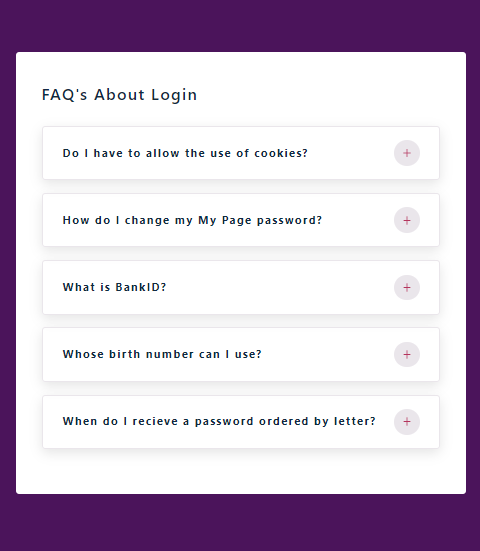 FAQ's About Login
Do I have to allow the use of cookies?
+
How do I change my My Page password?
+
What is BankID?
+
Whose birth number can I use?
+
When do I recieve a password ordered by letter?
+